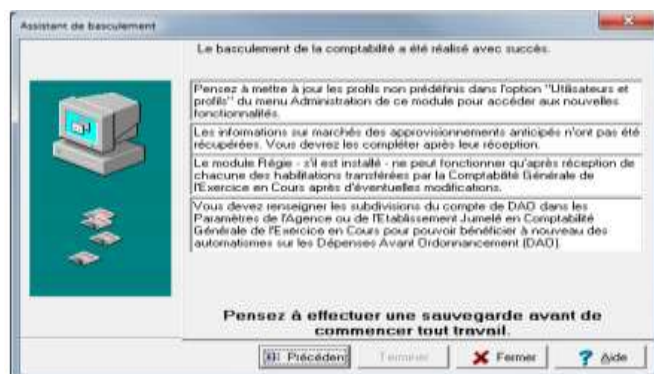 Assistant de basculement
Le basculement de la comptabilité a été réalisé avec succès.
Pensez à mettre à jour les profils non prédéfinis dans l'option "Utilisateurs et
profils" du menu Administration de ce module pour accéder aux nouvelles
fonctionnalités.
Les informations sur marchés des approvisionnements anticipés n'ont pas été
récupérées. Vous devrez les compléter après leur réception.
Le module Régie - s'il est installé - ne peut fonctionner qu'après réception de
chacune des habilitations transférées par la Comptabilité Générale de
l'Exercice en Cours après d'éventuelles modifications.
Vous devez renseigner les subdivisions du compte de DAO dans les
Paramètres de l'Agence ou de l'Etablissement Jumelé en Comptabilité
Générale de l'Exercice en Cours pour pouvoir bénéficier à nouveau des
automatismes sur les Dépenses Avant Ordonnancement (DAO).
Pensez à effectuer une sauvegarde avant de
commencer tout travail.
Précédent Terminer Fermer Aide